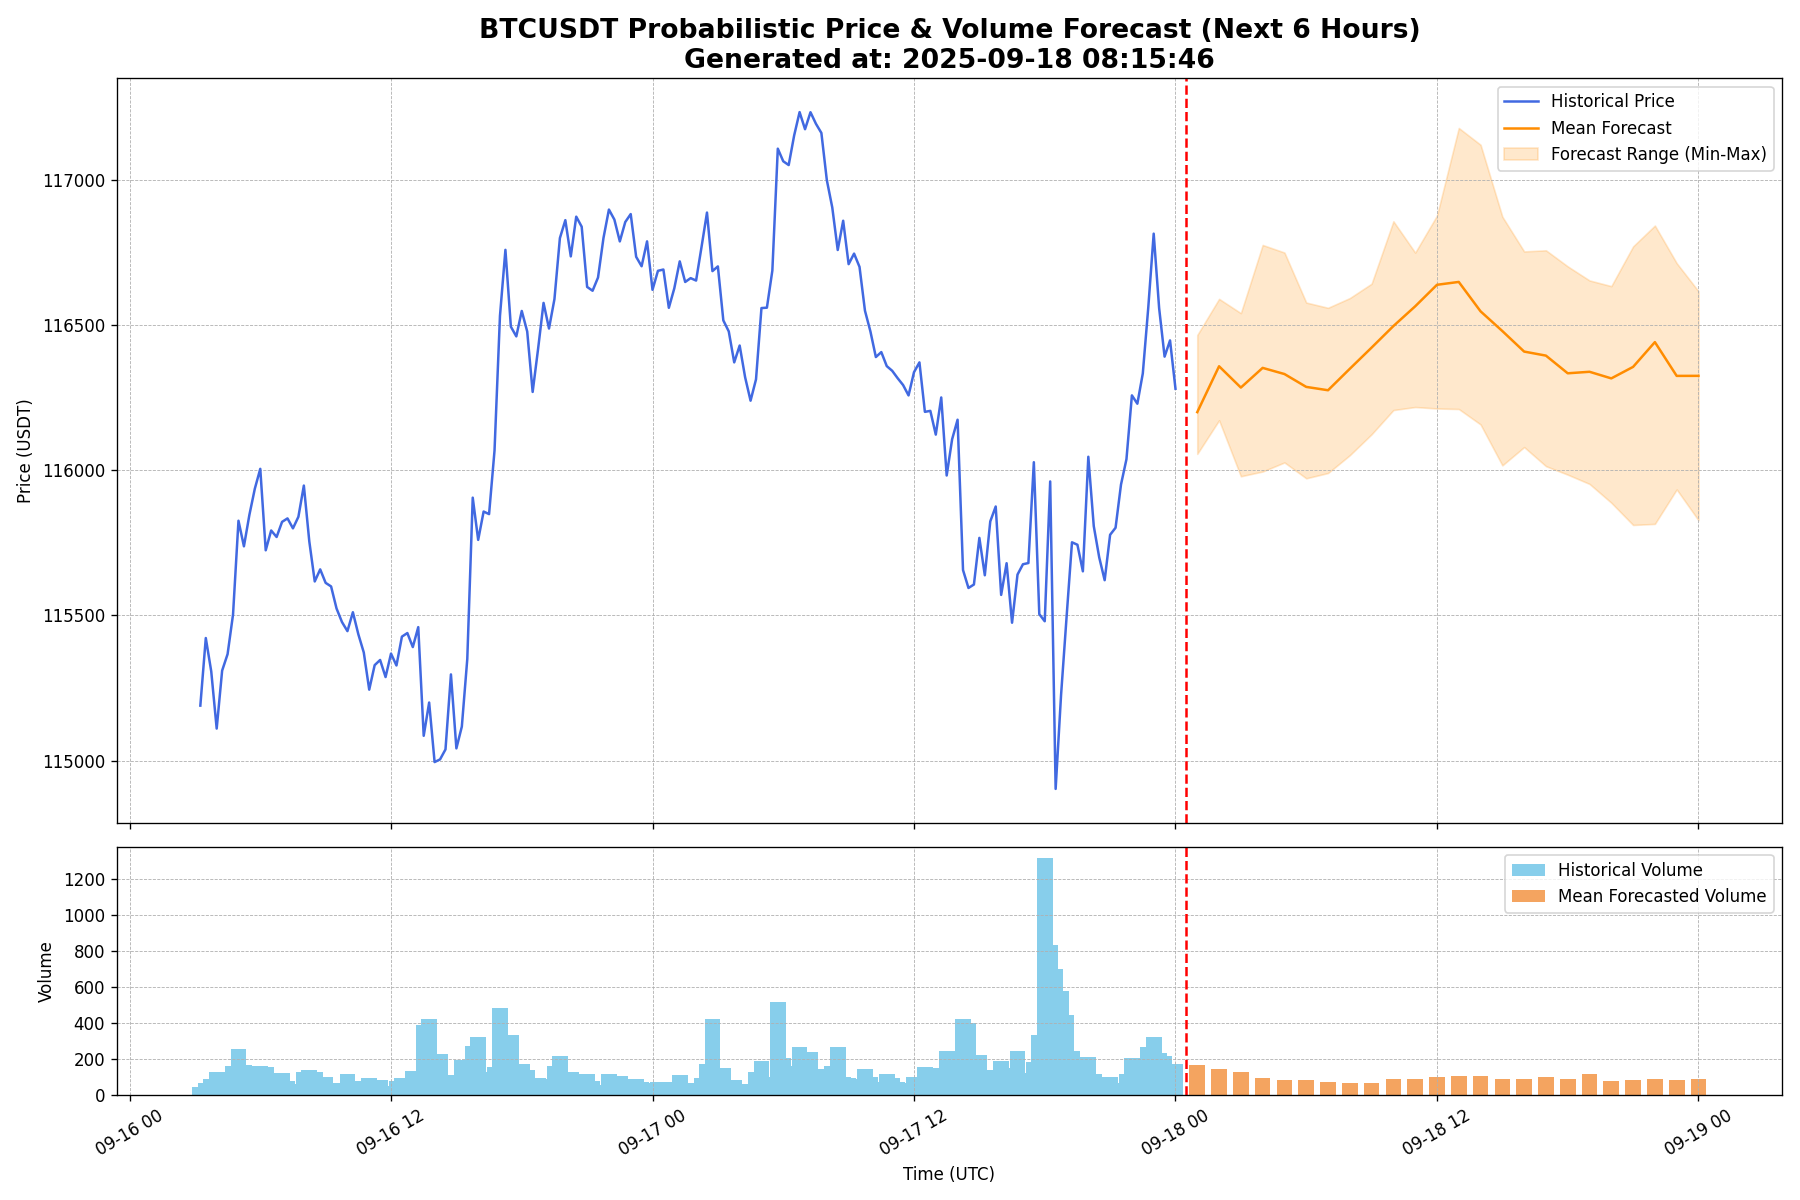 BTCUSDT Probabilistic Price & Volume Forecast (Next 6 Hours)
Generated at: 2025-09-18 08:15:46
Historical Price
Mean Forecast
Forecast Range (Min-Max)
117000
116500
116000
115500
115000
Price (USDT)
Historical Volume
Mean Forecasted Volume
1200
1000
800
600
400
200
0
Volume
09-16 00
09-16 12
09-17 00
09-17 12
09-18 00
09-18 12
09-19 00
Time (UTC)